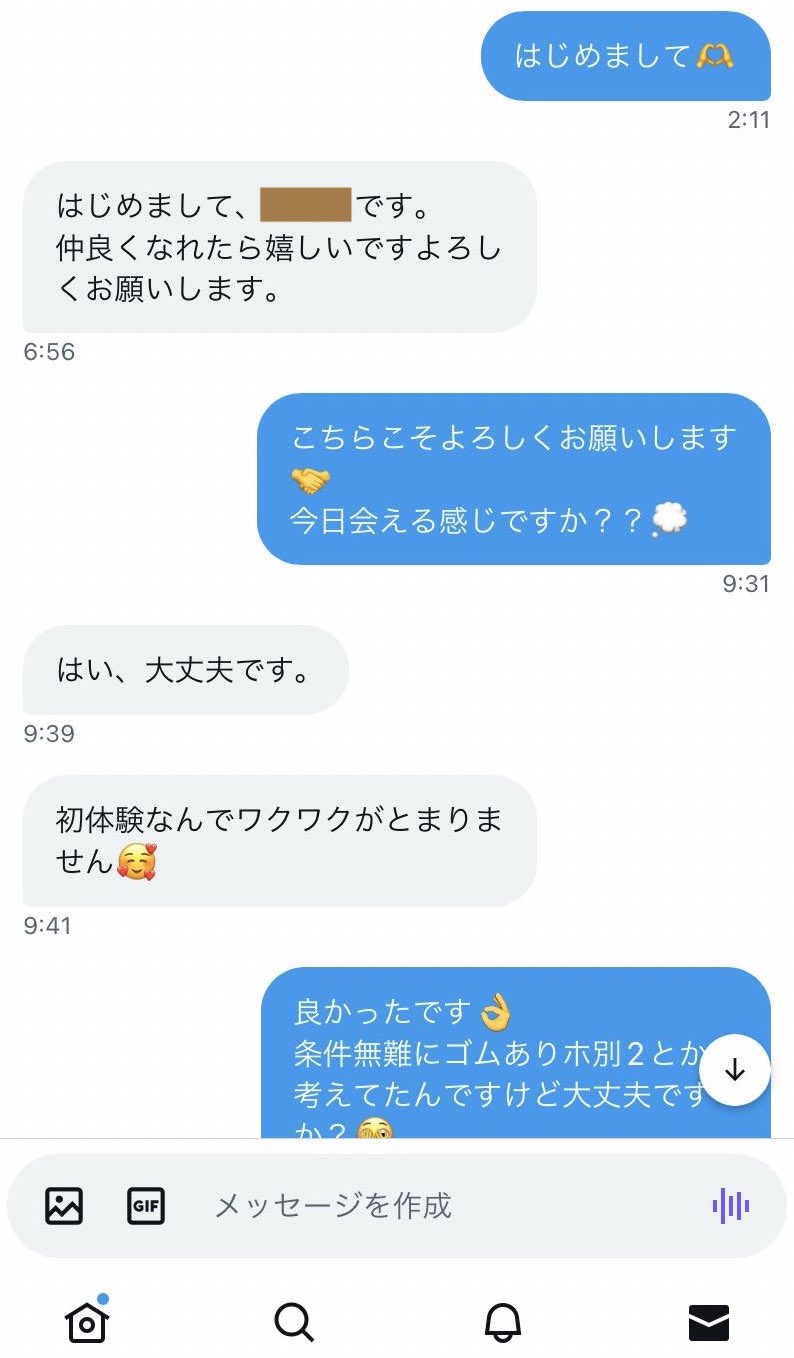 はじめまして🫶
2:11
はじめまして、です。
仲良くなれたら嬉しいですよろし
くお願いします。
6:56
こちらこそよろしくお願いします
🤝
今日会える感じですか？？💭
9:31
はい、大丈夫です。
9:39
初体験なんでワクワクがとまりま
せん🥰
9:41
良かったです👌
条件無難にゴムありホ別2とか
考えてたんですけど大丈夫です
か？🫣
GIF
メッセージを作成